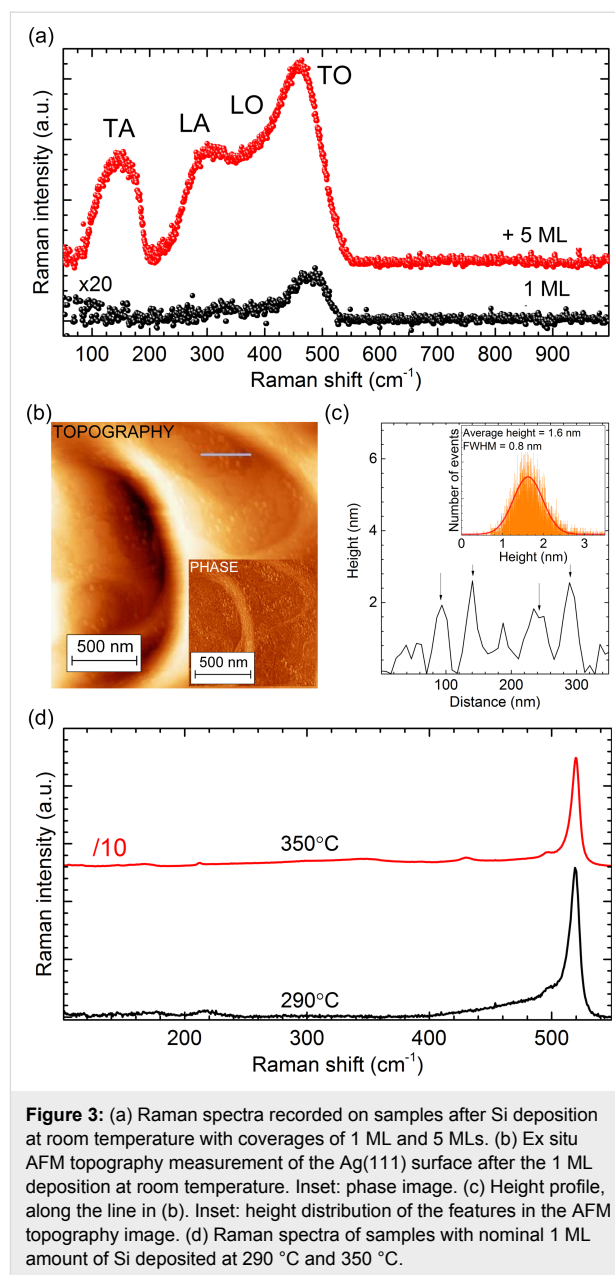 (a)
Raman intensity (a.u.)
TA
LA
LO
TO
+ 5 ML
x20
1 ML
100 200 300 400 500 600 700 800 900
Raman shift (cm⁻¹)
(b)
TOPOGRAPHY
PHASE
500 nm
500 nm
(c)
Height (nm)
6
4
2
100 200 300
Distance (nm)
Average height = 1.6 nm
FWHM = 0.8 nm
Number of events
0 1 2 3
Height (nm)
(d)
Raman intensity (a.u.)
/10
350°C
290°C
200 300 400 500
Raman shift (cm⁻¹)
Figure 3: (a) Raman spectra recorded on samples after Si deposition
at room temperature with coverages of 1 ML and 5 MLs. (b) Ex situ
AFM topography measurement of the Ag(111) surface after the 1 ML
deposition at room temperature. Inset: phase image. (c) Height profile,
along the line in (b). Inset: height distribution of the features in the AFM
topography image. (d) Raman spectra of samples with nominal 1 ML
amount of Si deposited at 290 °C and 350 °C.